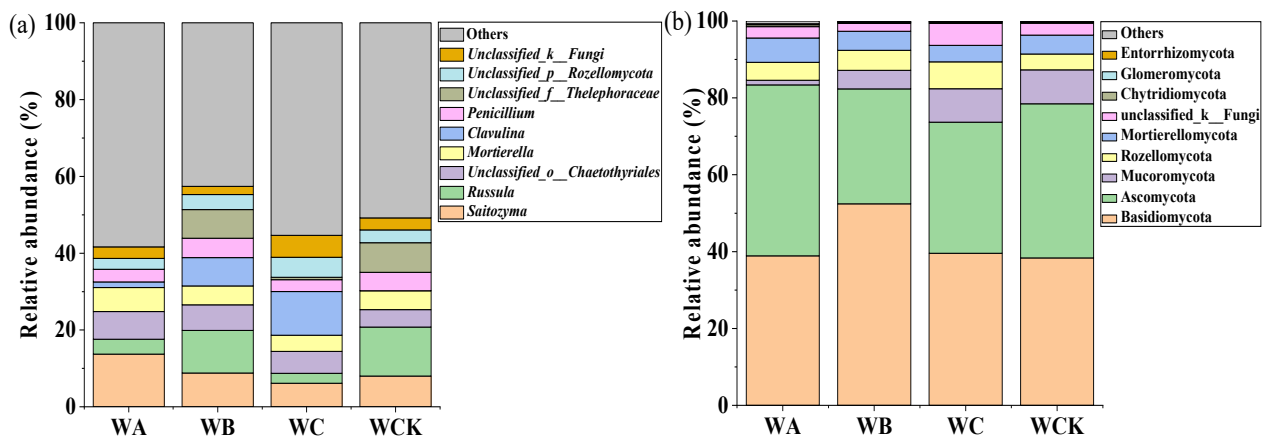 (a)
Relative abundance (%)
100
80
60
40
20
0
WA
WB
WC
WCK
Others
Unclassified_k__Fungi
Unclassified_p__Rozellomycota
Unclassified_f__Thelephoraceae
Penicillium
Clavulina
Mortierella
Unclassified_o__Chaetothyriales
Russula
Saitozyma
(b)
Relative abundance (%)
100
80
60
40
20
0
WA
WB
WC
WCK
Others
Entorrhizomycota
Glomeromycota
Chytridiomycota
unclassified_k__Fungi
Mortierellomycota
Rozellomycota
Mucoromycota
Ascomycota
Basidiomycota